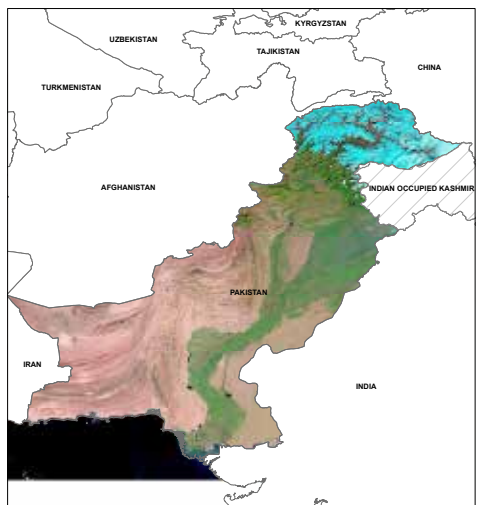 KYRGYZSTAN
UZBEKISTAN
TAJIKISTAN
CHINA
TURKMENISTAN
AFGHANISTAN
INDIAN OCCUPIED KASHMIR
PAKISTAN
IRAN
INDIA